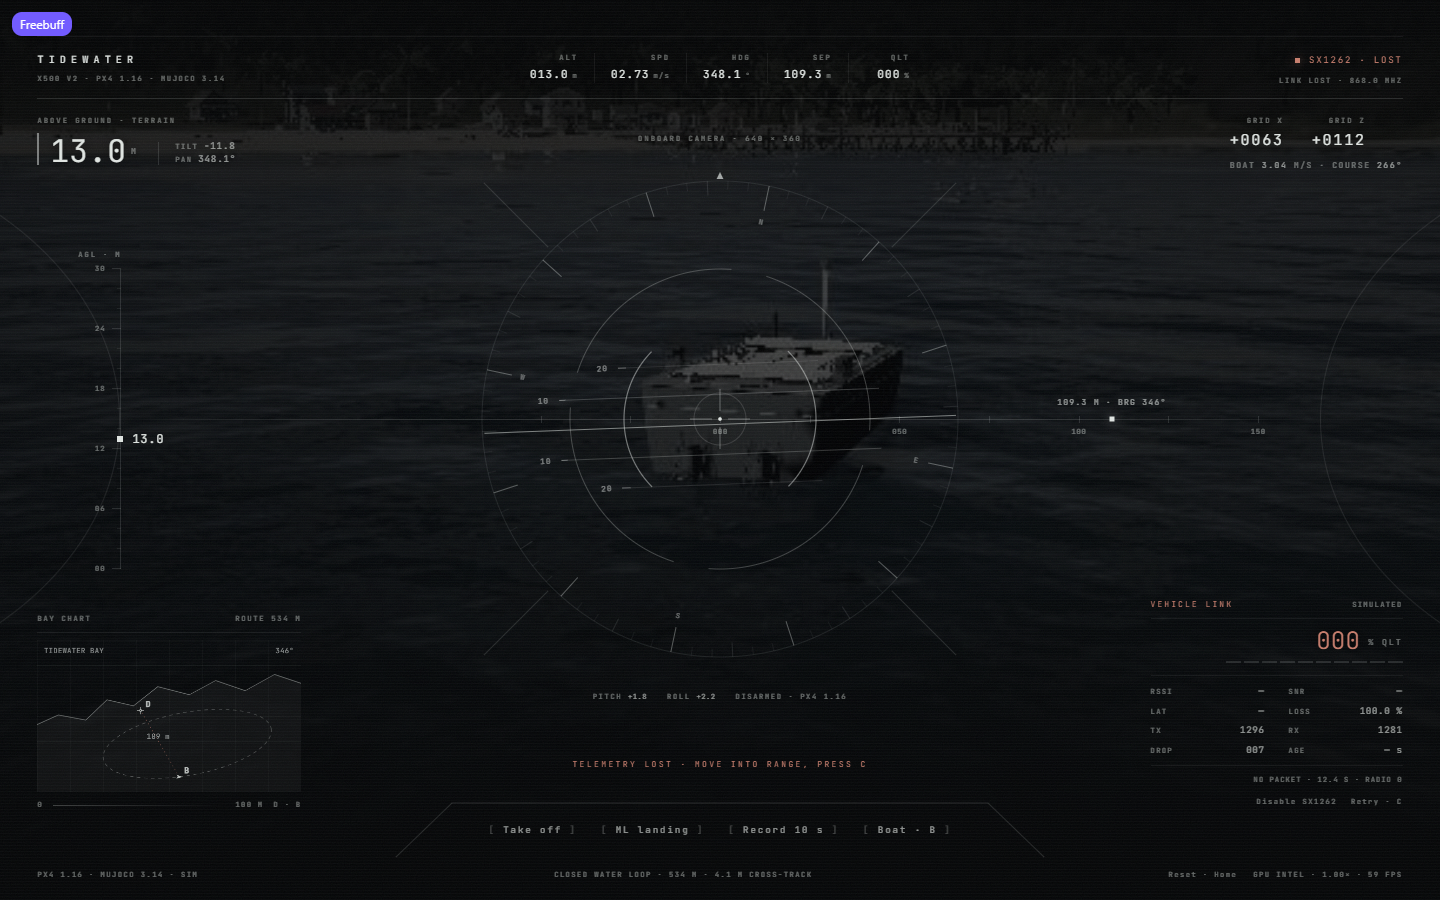 Freebuff
TIDEWATER
X500 V2 · PX4 1.16 · MUJOCO 3.14
ALT
013.0 m
SPD
02.73 m/s
HDG
348.1 °
SEP
109.3 m
QLT
000 %
SX1262 · LOST
LINK LOST · 868.0 MHZ
ABOVE GROUND · TERRAIN
13.0 M
TILT -11.8
PAN 348.1°
ONBOARD CAMERA · 640 × 360
GRID X
+0063
GRID Z
+0112
BOAT 3.04 M/S · COURSE 266°
N
W
E
S
AGL · M
30
24
18
13.0
12
06
00
20
10
10
20
000
050
100
150
109.3 M · BRG 346°
BAY CHART
ROUTE 534 M
TIDEWATER BAY
346°
D
189 m
B
0
100 M D · B
PITCH +1.8 ROLL +2.2 DISARMED · PX4 1.16
TELEMETRY LOST · MOVE INTO RANGE, PRESS C
[ Take off ] [ ML landing ] [ Record 10 s ] [ Boat · B ]
VEHICLE LINK
SIMULATED
000 % QLT
RSSI — SNR —
LAT — LOSS 100.0 %
TX 1296 RX 1281
DROP 007 AGE — s
NO PACKET · 12.4 S · RADIO 0
Disable SX1262 Retry · C
PX4 1.16 · MUJOCO 3.14 · SIM
CLOSED WATER LOOP · 534 M · 4.1 M CROSS-TRACK
Reset · Home GPU INTEL · 1.00× · 59 FPS